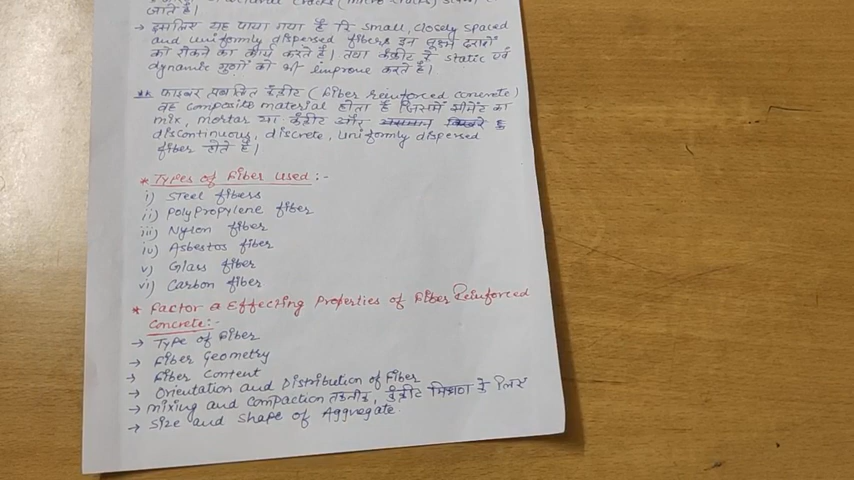 जाते है।
→ इसलिए यह पाया गया है कि small, closely spaced
and uniformly dispersed fibers इन सूक्ष्म दरारों
को रोकने का कार्य करते हैं। तथा कंक्रीट के static एवं
dynamic गुणों को भी improve करते हैं।
** फाइबर प्रबलित कंक्रीट (fiber reinforced concrete)
वह composite material होता है जिसमें सीमेंट का
mix, mortar या कंक्रीट और
discontinuous, discrete, uniformly dispersed
fiber होते है।
* Types of fiber used :-
i) Steel fibers
ii) Polypropylene fiber
iii) Nylon fiber
iv) Asbestos fiber
v) Glass fiber
vi) Carbon fiber
* Factor a Effecting Properties of fiber Reinforced
Concrete:-
→ Type of fiber
→ fiber Geometry
→ fiber Content
→ Orientation and Distribution of fiber
→ mixing and compaction तकनीक, कंक्रीट मिश्रण के लिए
→ Size and Shape of Aggregate.